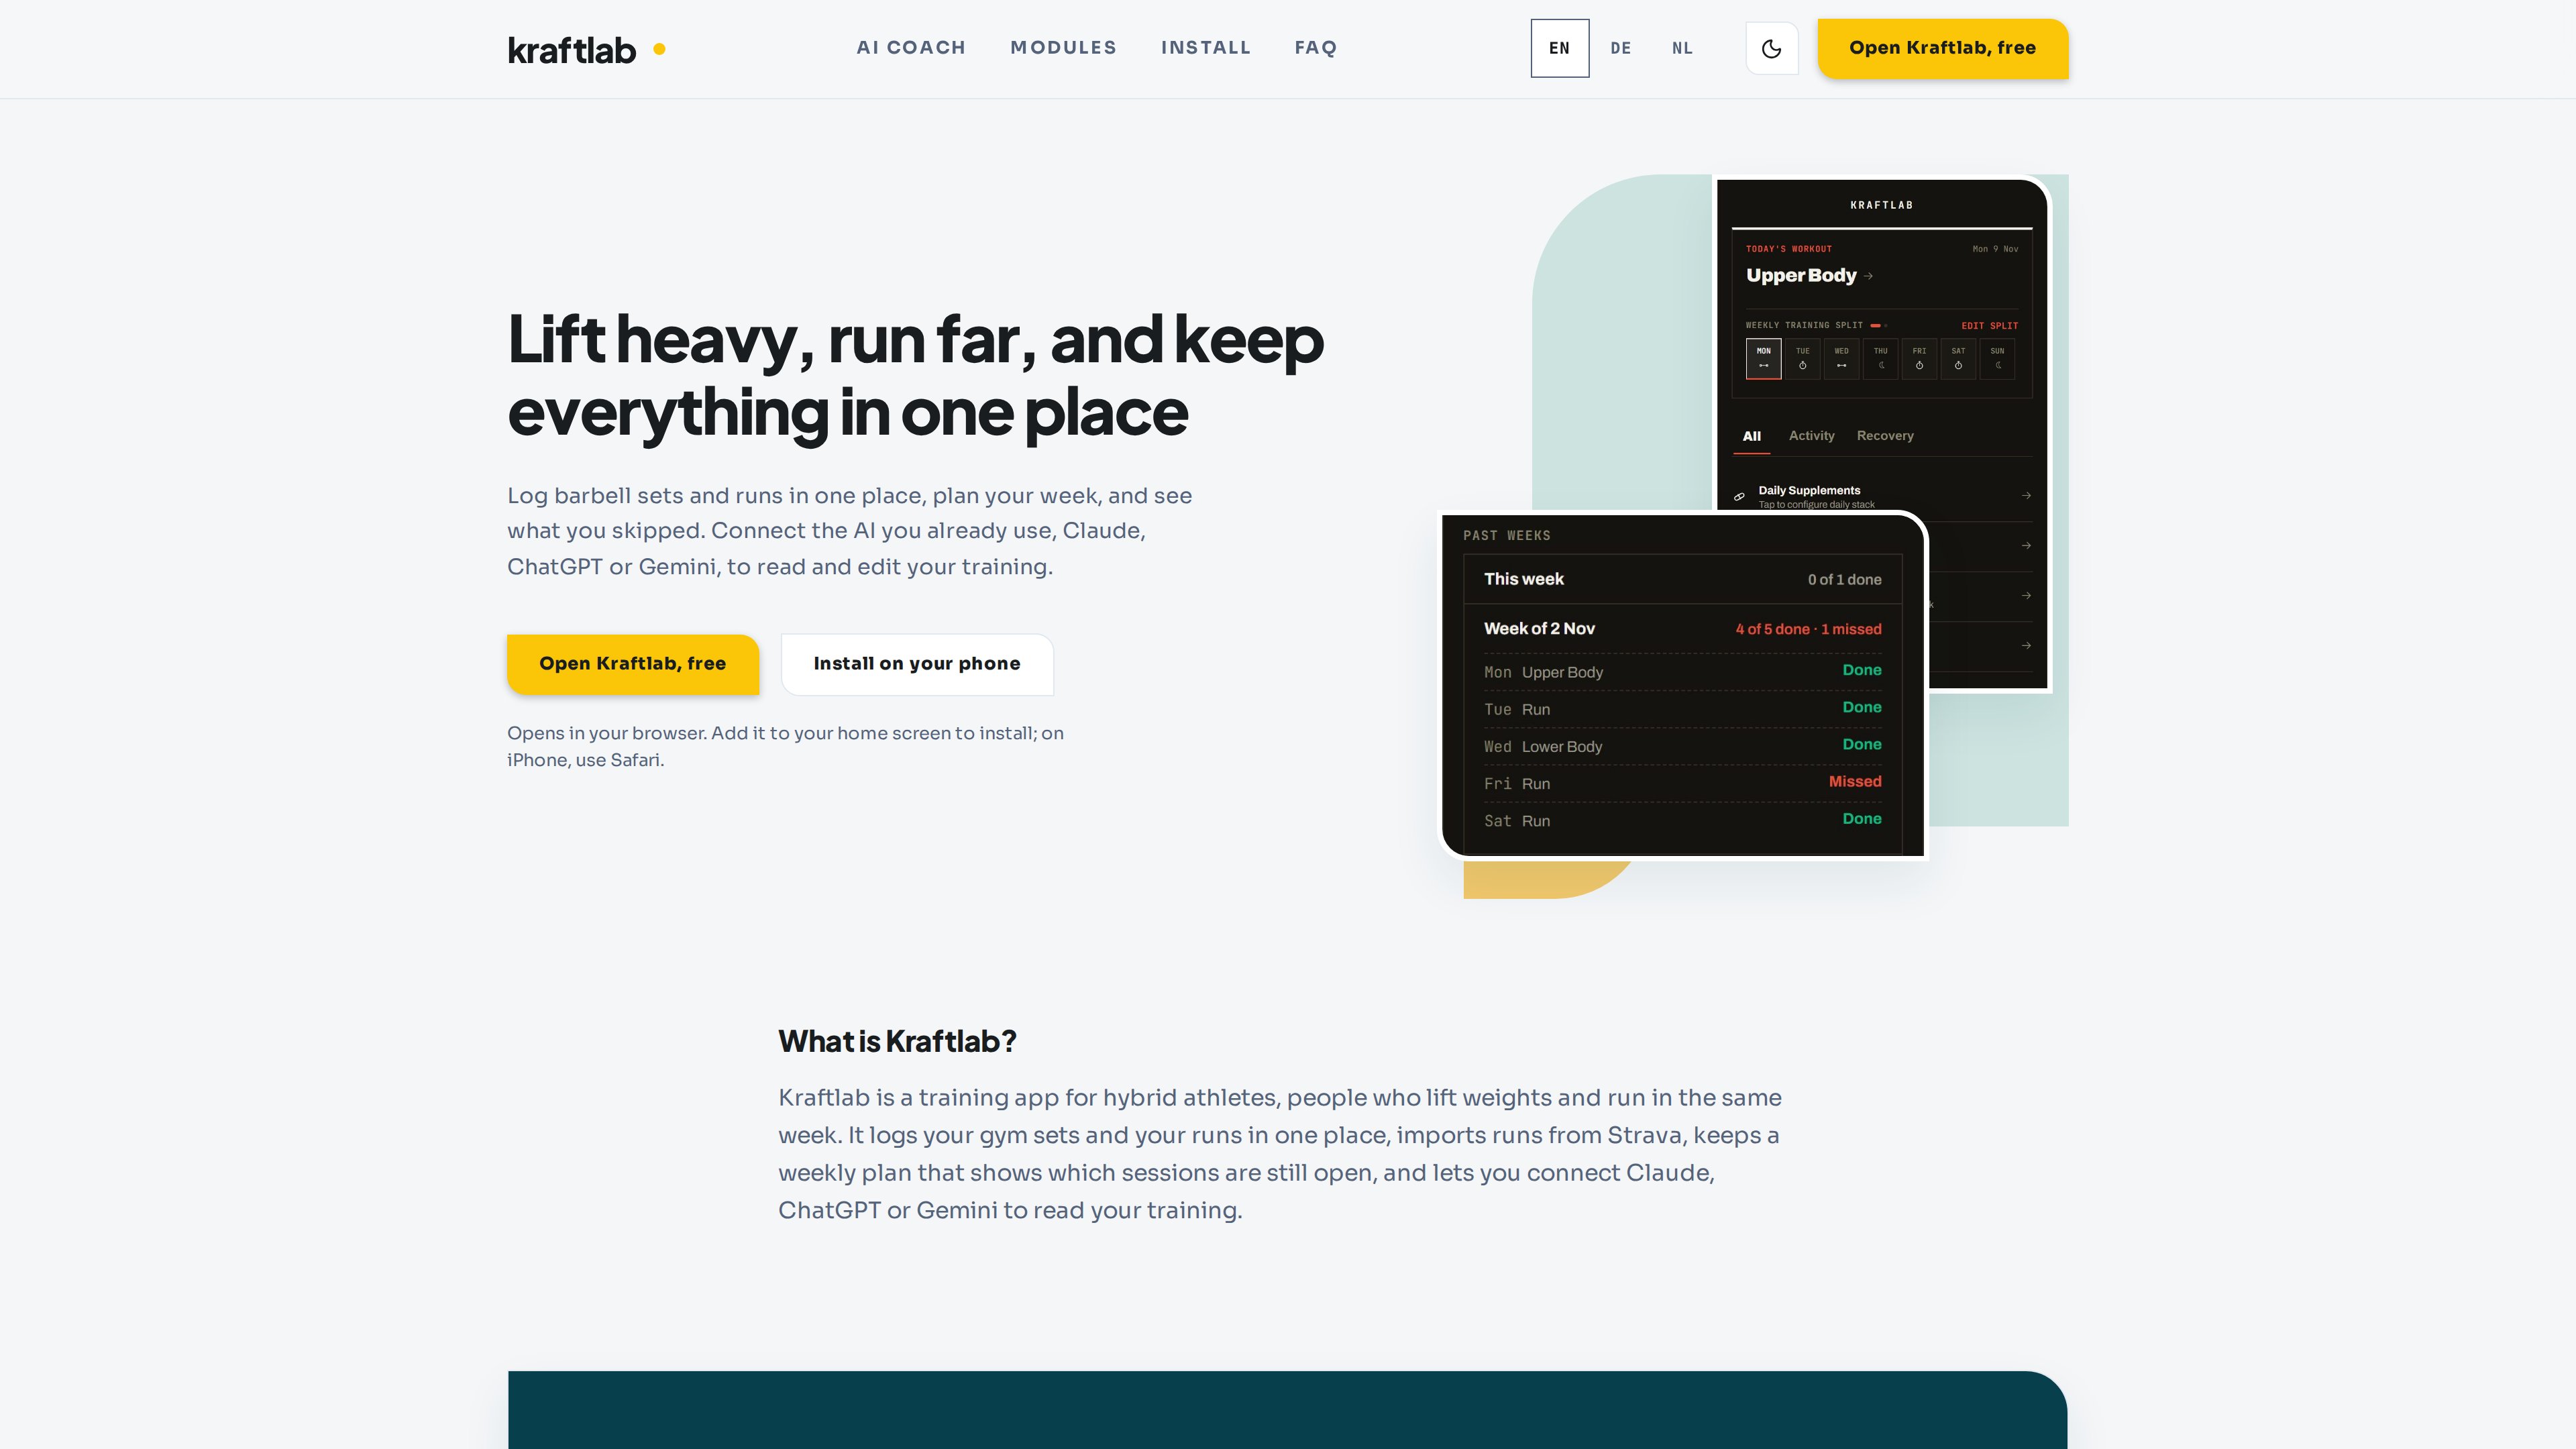 kraftlab
AI COACH
MODULES
INSTALL
FAQ
EN
DE
NL
Open Kraftlab, free
Lift heavy, run far, and keep
everything in one place
Log barbell sets and runs in one place, plan your week, and see
what you skipped. Connect the AI you already use, Claude,
ChatGPT or Gemini, to read and edit your training.
Open Kraftlab, free
Install on your phone
Opens in your browser. Add it to your home screen to install; on
iPhone, use Safari.
KRAFTLAB
TODAY'S WORKOUT
Mon 9 Nov
Upper Body →
WEEKLY TRAINING SPLIT
EDIT SPLIT
MON TUE WED THU FRI SAT SUN
All Activity Recovery
Daily Supplements
Tap to configure daily stack
PAST WEEKS
This week 0 of 1 done
Week of 2 Nov 4 of 5 done · 1 missed
Mon Upper Body Done
Tue Run Done
Wed Lower Body Done
Fri Run Missed
Sat Run Done
What is Kraftlab?
Kraftlab is a training app for hybrid athletes, people who lift weights and run in the same
week. It logs your gym sets and your runs in one place, imports runs from Strava, keeps a
weekly plan that shows which sessions are still open, and lets you connect Claude,
ChatGPT or Gemini to read your training.